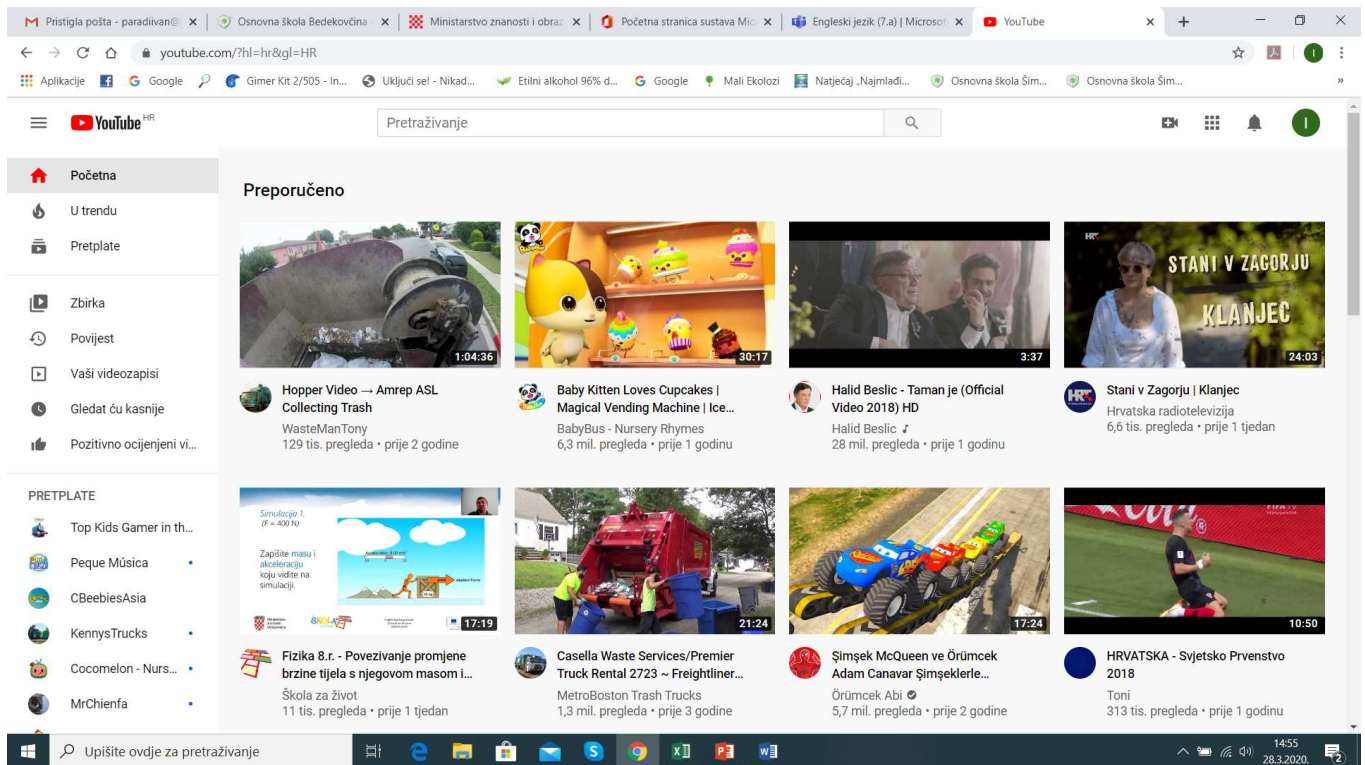 Pristigla pošta - paradiivan@
Osnovna škola Bedekovčina
Ministarstvo znanosti i obraz
Početna stranica sustava Mic
Engleski jezik (7.a) | Microsof
YouTube
youtube.com/?hl=hr&gl=HR
Aplikacije
Google
Gimer Kit 2/505 - In...
Uključi se! - Nikad...
Etilni alkohol 96% d...
Google
Mali Ekolozi
Natječaj „Najmlađi...
Osnovna škola Šim...
Osnovna škola Šim...
YouTube HR
Pretraživanje
I
Početna
U trendu
Pretplate
Zbirka
Povijest
Vaši videozapisi
Gledat ću kasnije
Pozitivno ocijenjeni vi...
PRETPLATE
Top Kids Gamer in th...
Peque Música
CBeebiesAsia
KennysTrucks
Cocomelon - Nurs...
MrChienfa
Preporučeno
1:04:36
Hopper Video → Amrep ASL
Collecting Trash
WasteManTony
129 tis. pregleda • prije 2 godine
30:17
Baby Kitten Loves Cupcakes |
Magical Vending Machine | Ice...
BabyBus - Nursery Rhymes
6,3 mil. pregleda • prije 1 godinu
3:37
Halid Beslic - Taman je (Official
Video 2018) HD
Halid Beslic
28 mil. pregleda • prije 1 godinu
HRT
STANI V ZAGORJU
KLANJEC
24:03
HRT
Stani v Zagorju | Klanjec
Hrvatska radiotelevizija
6,6 tis. pregleda • prije 1 tjedan
Simulacija 1.
(F = 400 N)
Zapišite masu i
akceleraciju
koju vidite na
simulaciji.
17:19
Fizika 8.r. - Povezivanje promjene
brzine tijela s njegovom masom i...
Škola za život
11 tis. pregleda • prije 1 tjedan
21:24
Casella Waste Services/Premier
Truck Rental 2723 ~ Freightliner...
MetroBoston Trash Trucks
1,3 mil. pregleda • prije 3 godine
17:24
Şimşek McQueen ve Örümcek
Adam Canavar Şimşeklerle...
Örümcek Abi
5,7 mil. pregleda • prije 2 godine
FIFA TV
10:50
HRVATSKA - Svjetsko Prvenstvo
2018
Toni
313 tis. pregleda • prije 1 godinu
Upišite ovdje za pretraživanje
14:55
28.3.2020.
2